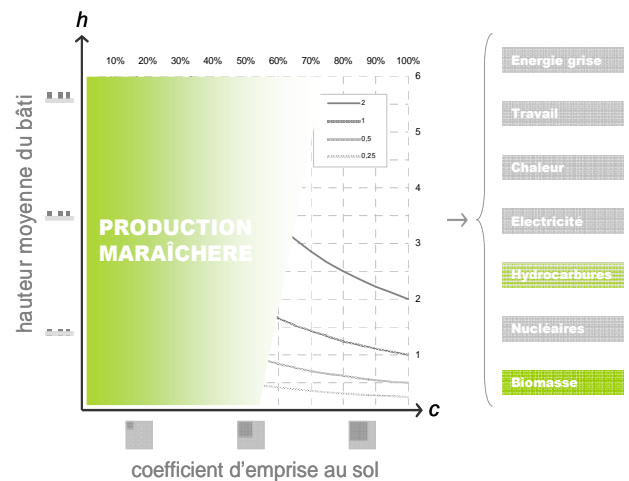 h
10% 20% 30% 40% 50% 60% 70% 80% 90% 100%
6
2
1
0,5
0,25
5
4
3
2
1
hauteur moyenne du bâti
PRODUCTION
MARAÎCHERE
c
coefficient d'emprise au sol
Energie grise
Travail
Chaleur
Electricité
Hydrocarbures
Nucléaires
Biomasse